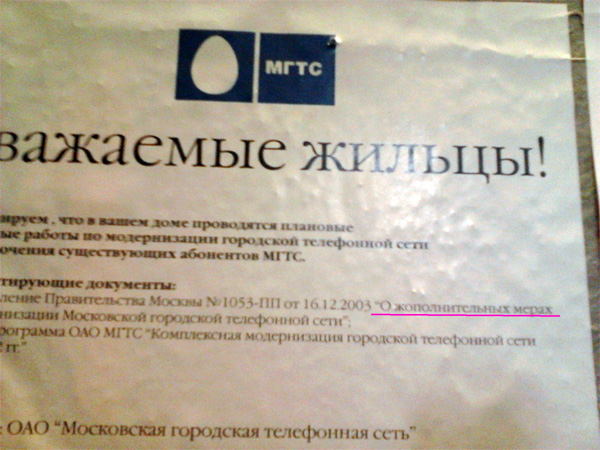 МГТС
важаемые жильцы!
ируем, что в вашем доме проводятся плановые
ые работы по модернизации городской телефонной сети
ючения существующих абонентов МГТС.
тирующие документы:
ление Правительства Москвы №1053-ПП от 16.12.2003 "О жополнительных мерах
низации Московской городской телефонной сети";
рограмма ОАО МГТС "Комплексная модернизация городской телефонной сети
гг."
: ОАО "Московская городская телефонная сеть"